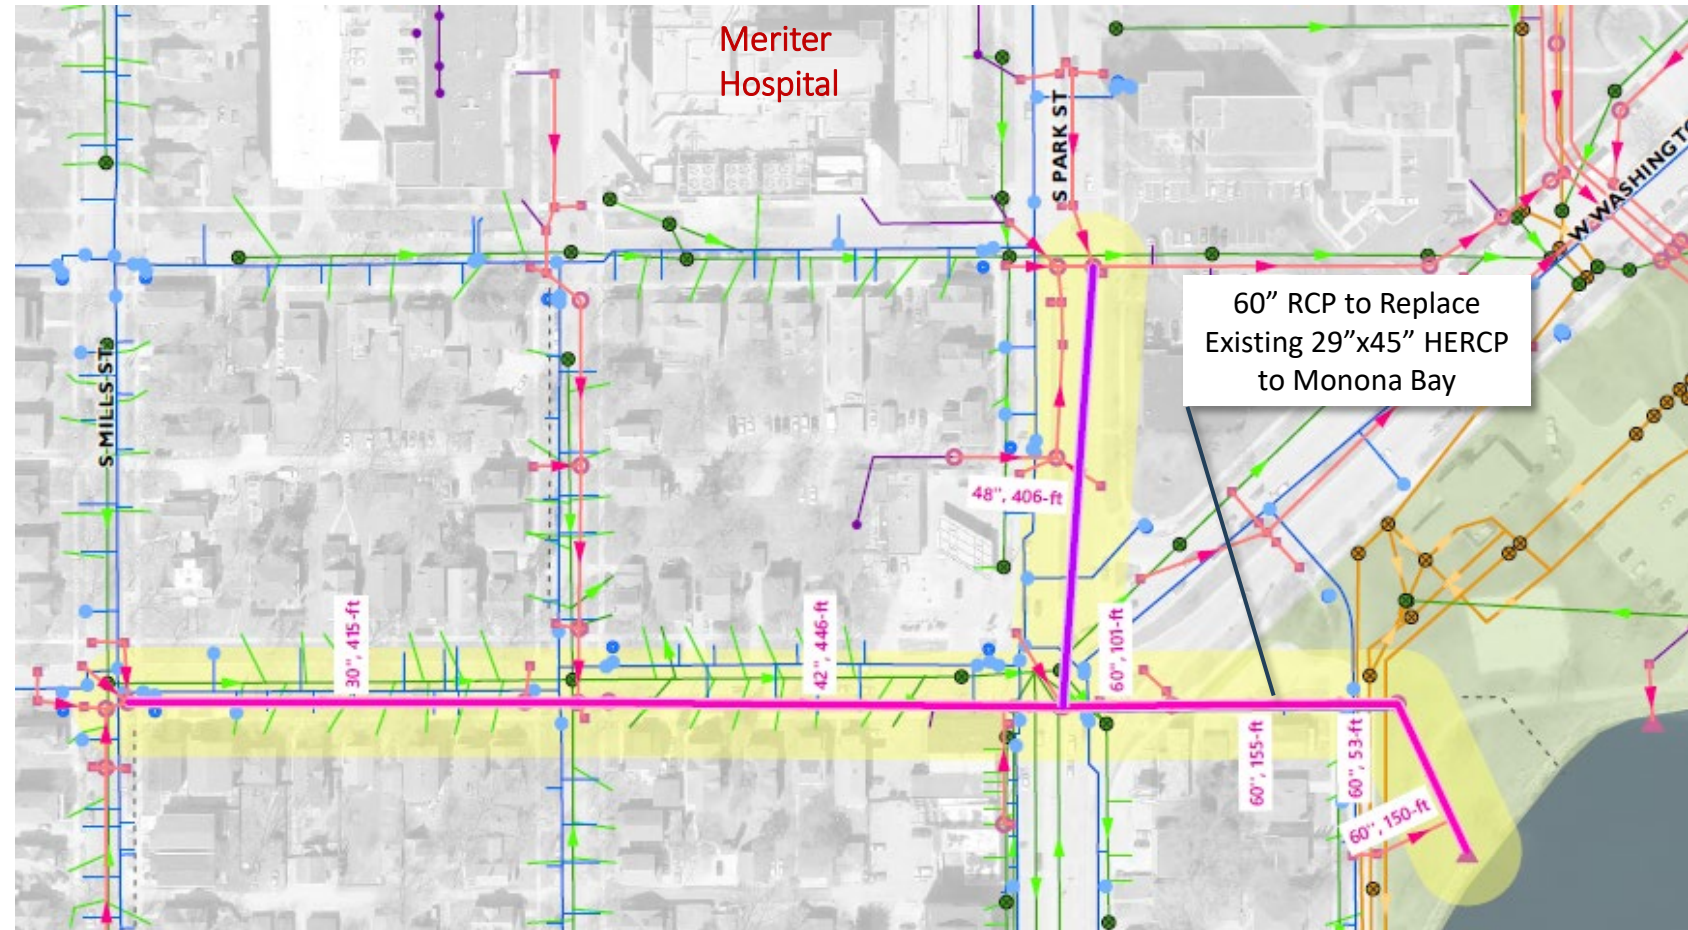 Meriter
Hospital
S PARK ST
W WASHINGTO
60” RCP to Replace
Existing 29”x45” HERCP
to Monona Bay
S MILLS ST
48", 406-ft
30", 415-ft
42", 446-ft
60", 101-ft
60", 155-ft
60", 53-ft
60", 150-ft